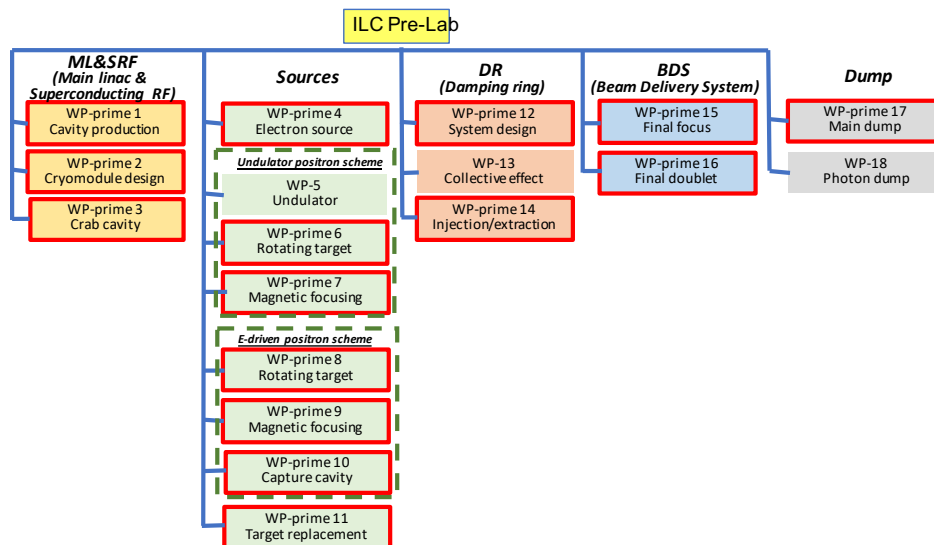 ILC Pre-Lab
ML&SRF
(Main linac &
Superconducting RF)
WP-prime 1
Cavity production
WP-prime 2
Cryomodule design
WP-prime 3
Crab cavity
Sources
WP-prime 4
Electron source
Undulator positron scheme
WP-5
Undulator
WP-prime 6
Rotating target
WP-prime 7
Magnetic focusing
E-driven positron scheme
WP-prime 8
Rotating target
WP-prime 9
Magnetic focusing
WP-prime 10
Capture cavity
WP-prime 11
Target replacement
DR
(Damping ring)
WP-prime 12
System design
WP-13
Collective effect
WP-prime 14
Injection/extraction
BDS
(Beam Delivery System)
WP-prime 15
Final focus
WP-prime 16
Final doublet
Dump
WP-prime 17
Main dump
WP-18
Photon dump